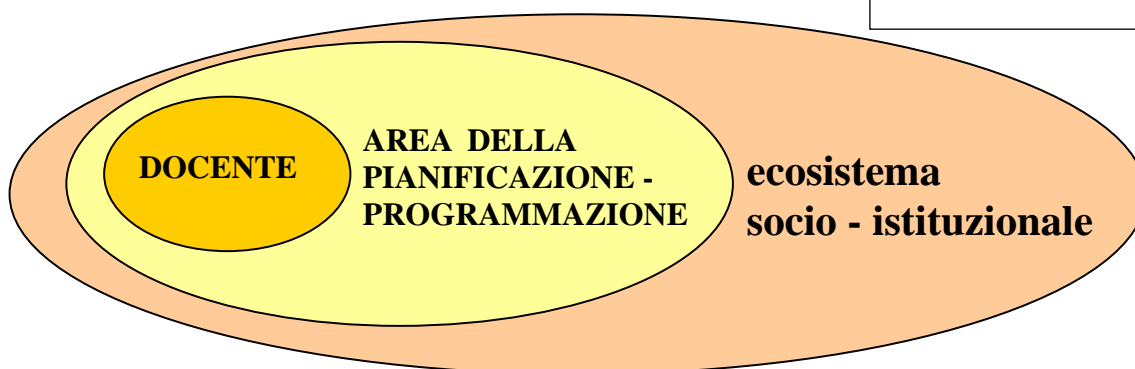 DOCENTE
AREA DELLA
PIANIFICAZIONE -
PROGRAMMAZIONE
ecosistema
socio - istituzionale